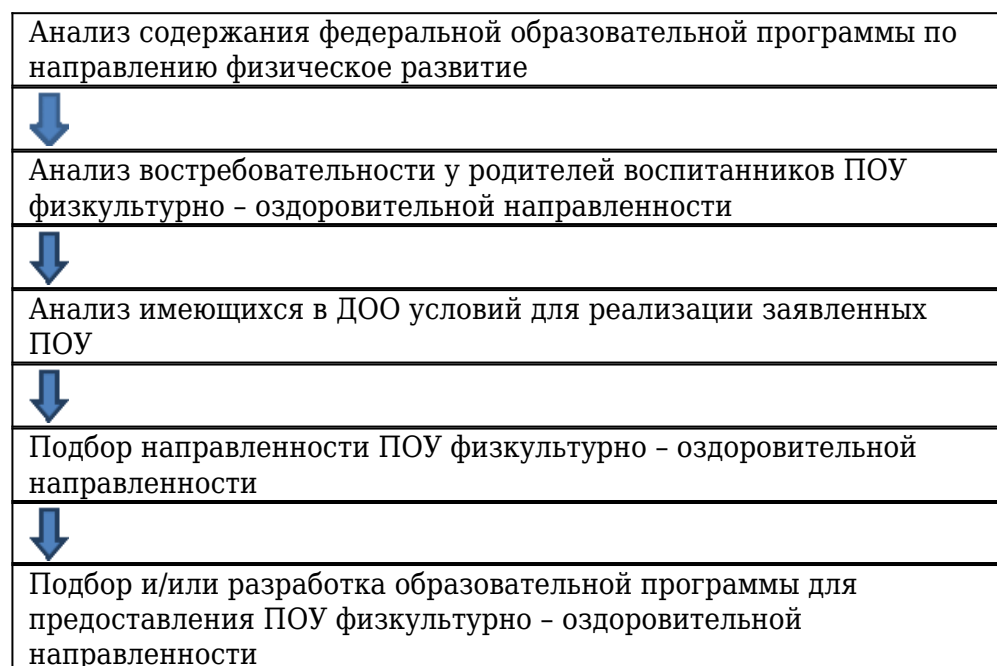 Анализ содержания федеральной образовательной программы по
направлению физическое развитие
Анализ востребовательности у родителей воспитанников ПОУ
физкультурно – оздоровительной направленности
Анализ имеющихся в ДОО условий для реализации заявленных
ПОУ
Подбор направленности ПОУ физкультурно – оздоровительной
направленности
Подбор и/или разработка образовательной программы для
предоставления ПОУ физкультурно – оздоровительной
направленности